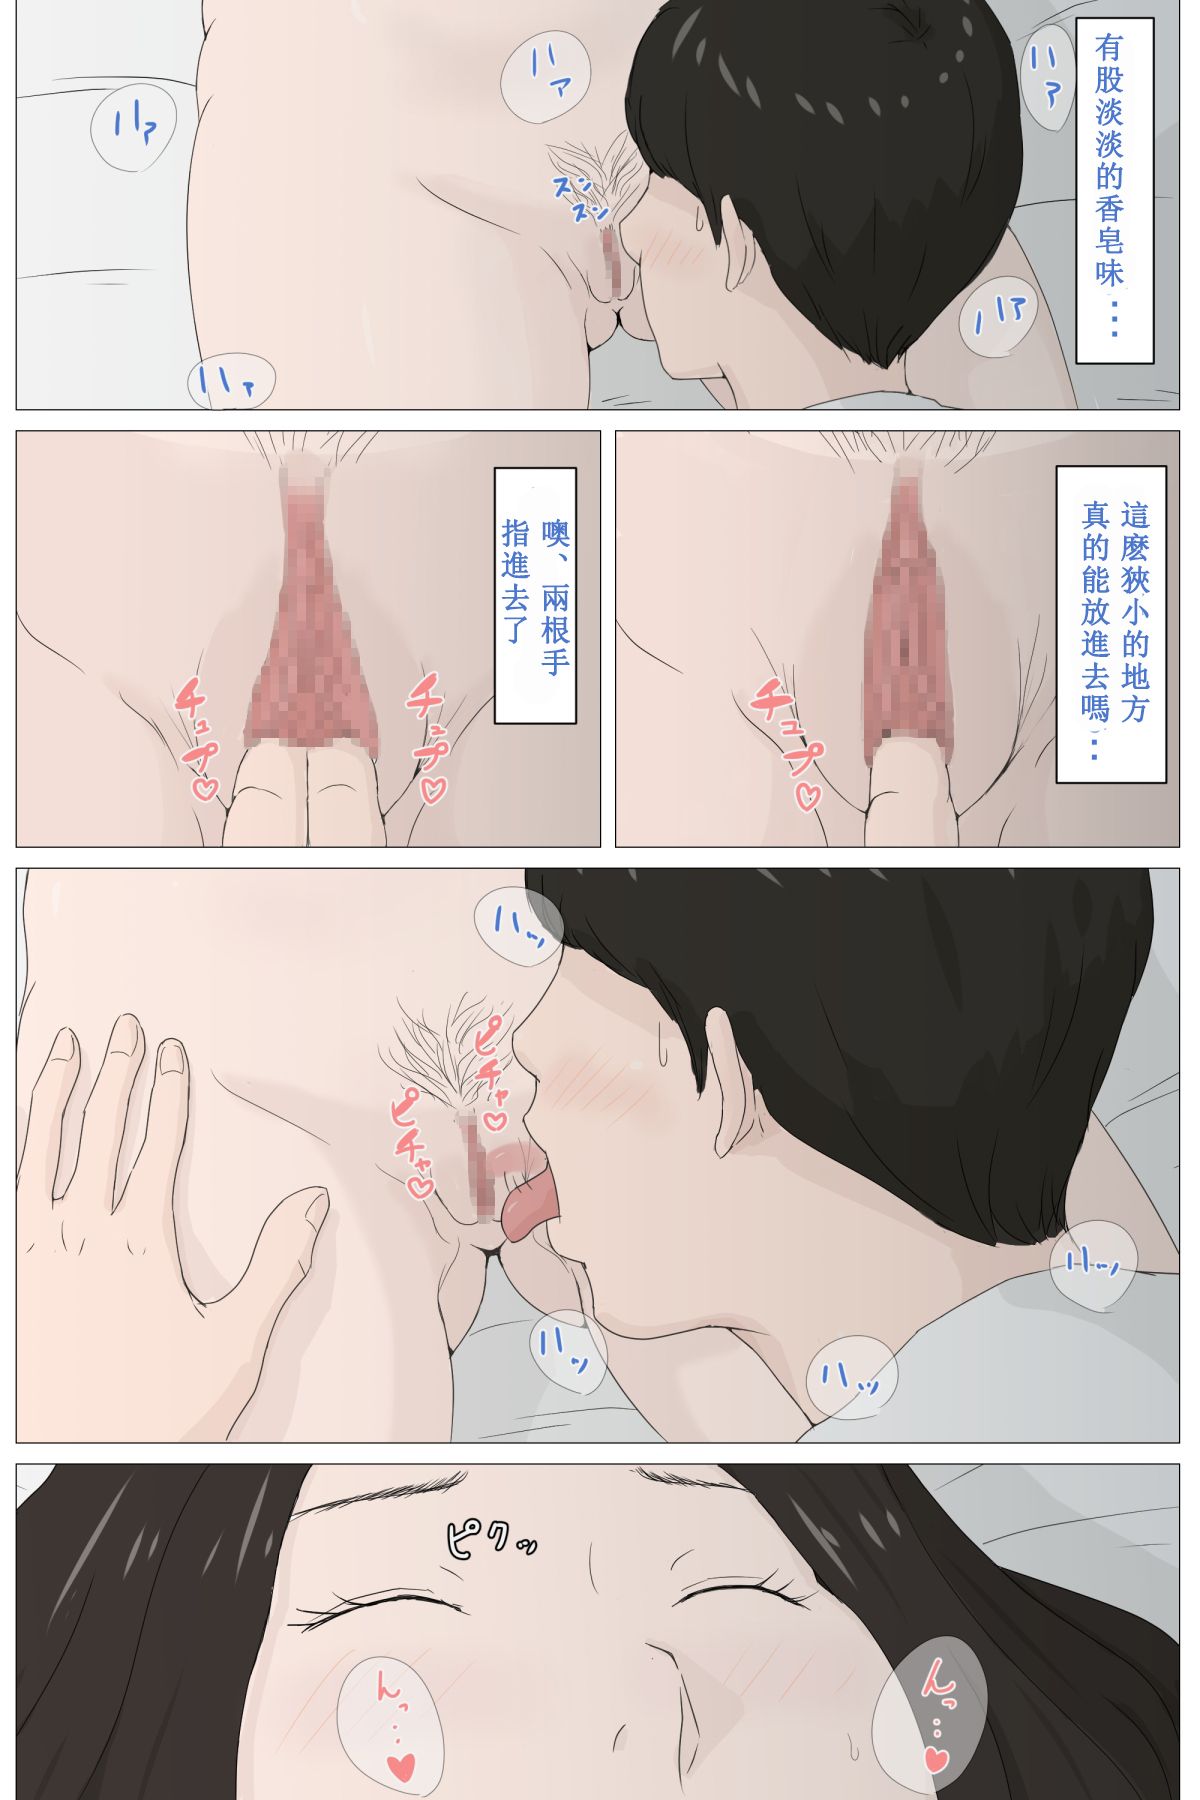 有股淡淡的香皂味・・・
ハァ
ハァ
ハァ
ハァ
ハァ
スン
スン
這麽狹小的地方
真的能放進去嗎・・・
チュプ♡
噢、兩根手
指進去了
チュプ♡
チュプ♡
ハッ
ピチャ♡
ピチャ♡
ハッ
ハッ
ハッ
ピクッ
んっ…♥
んっ…♥